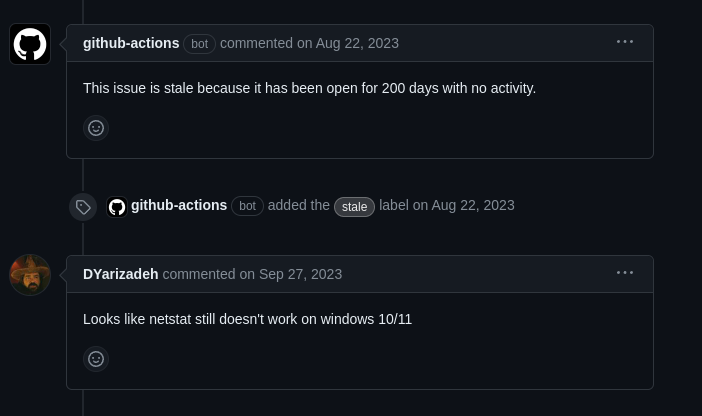 github-actions bot commented on Aug 22, 2023
This issue is stale because it has been open for 200 days with no activity.
github-actions bot added the stale label on Aug 22, 2023
DYarizadeh commented on Sep 27, 2023
Looks like netstat still doesn't work on windows 10/11